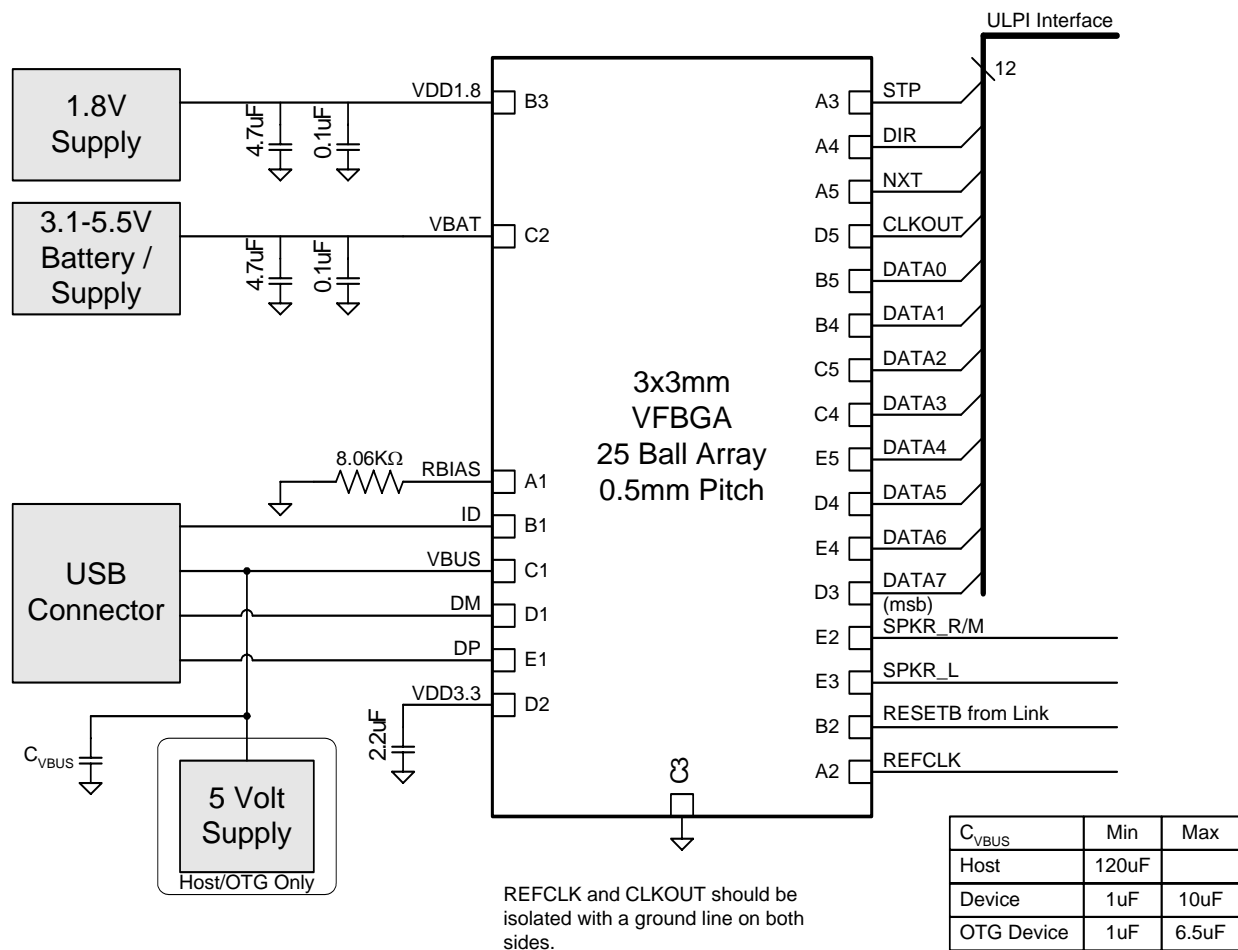 ULPI Interface
12
1.8V
Supply
VDD1.8
B3
4.7uF
0.1uF
3.1-5.5V
Battery /
Supply
VBAT
C2
4.7uF
0.1uF
3x3mm
VFBGA
25 Ball Array
0.5mm Pitch
8.06KΩ
RBIAS
A1
USB
Connector
ID
B1
VBUS
C1
DM
D1
DP
E1
VDD3.3
D2
2.2uF
C3
CVBUS
5 Volt
Supply
Host/OTG Only
A3 STP
A4 DIR
A5 NXT
D5 CLKOUT
B5 DATA0
B4 DATA1
C5 DATA2
C4 DATA3
E5 DATA4
D4 DATA5
E4 DATA6
D3 DATA7
(msb)
E2 SPKR_R/M
E3 SPKR_L
B2 RESETB from Link
A2 REFCLK
REFCLK and CLKOUT should be
isolated with a ground line on both
sides.
CVBUS Min Max
Host 120uF
Device 1uF 10uF
OTG Device 1uF 6.5uF